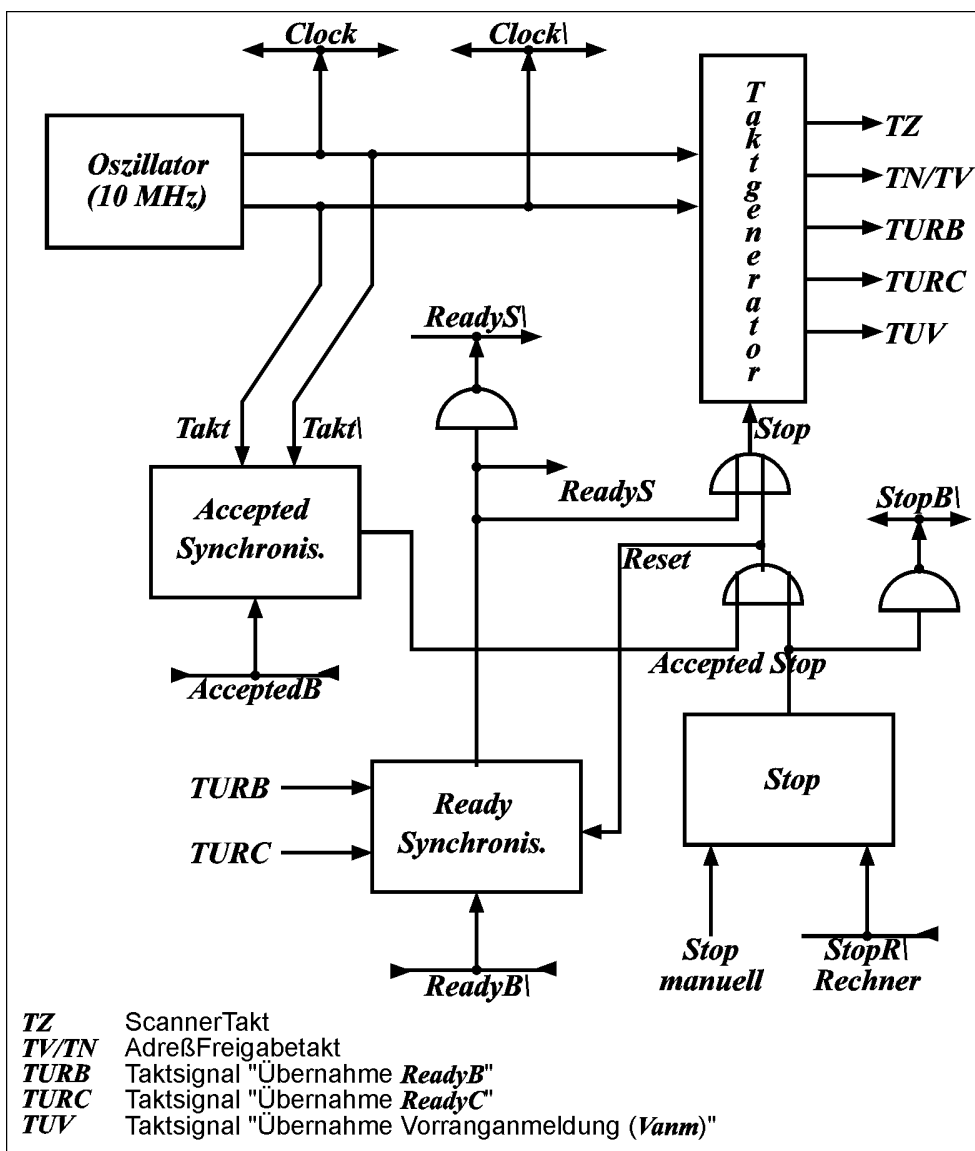 Clock
Clock\
Oszillator
(10 MHz)
Taktgenerator
TZ
TN/TV
TURB
TURC
TUV
ReadyS\
Takt
Takt\
Stop
ReadyS
StopB\
Accepted
Synchronis.
Reset
Accepted Stop
AcceptedB
Stop
TURB
Ready
Synchronis.
TURC
ReadyB\
Stop
manuell
StopR\
Rechner
TZ ScannerTakt
TV/TN AdreßFreigabetakt
TURB Taktsignal "Übernahme ReadyB"
TURC Taktsignal "Übernahme ReadyC"
TUV Taktsignal "Übernahme Vorranganmeldung (Vanm)"